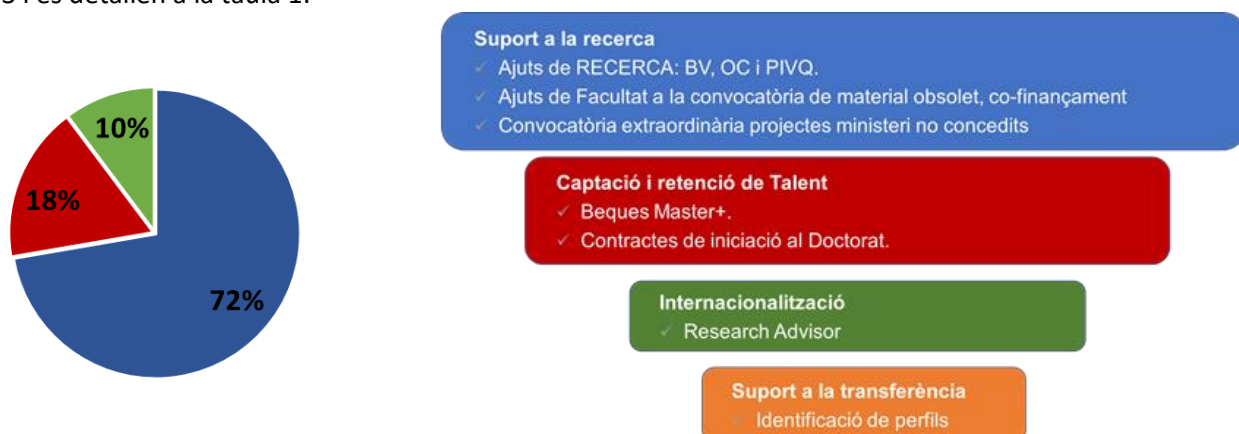 10%
18%
72%
Suport a la recerca
✓ Ajuts de RECERCA: BV, OC i PIVQ.
✓ Ajuts de Facultat a la convocatòria de material obsolet, co-finançament
✓ Convocatòria extraordinària projectes ministeri no concedits
Captació i retenció de Talent
✓ Beques Master+.
✓ Contractes de iniciació al Doctorat.
Internacionalització
✓ Research Advisor
Suport a la transferència
✓ Identificació de perfils